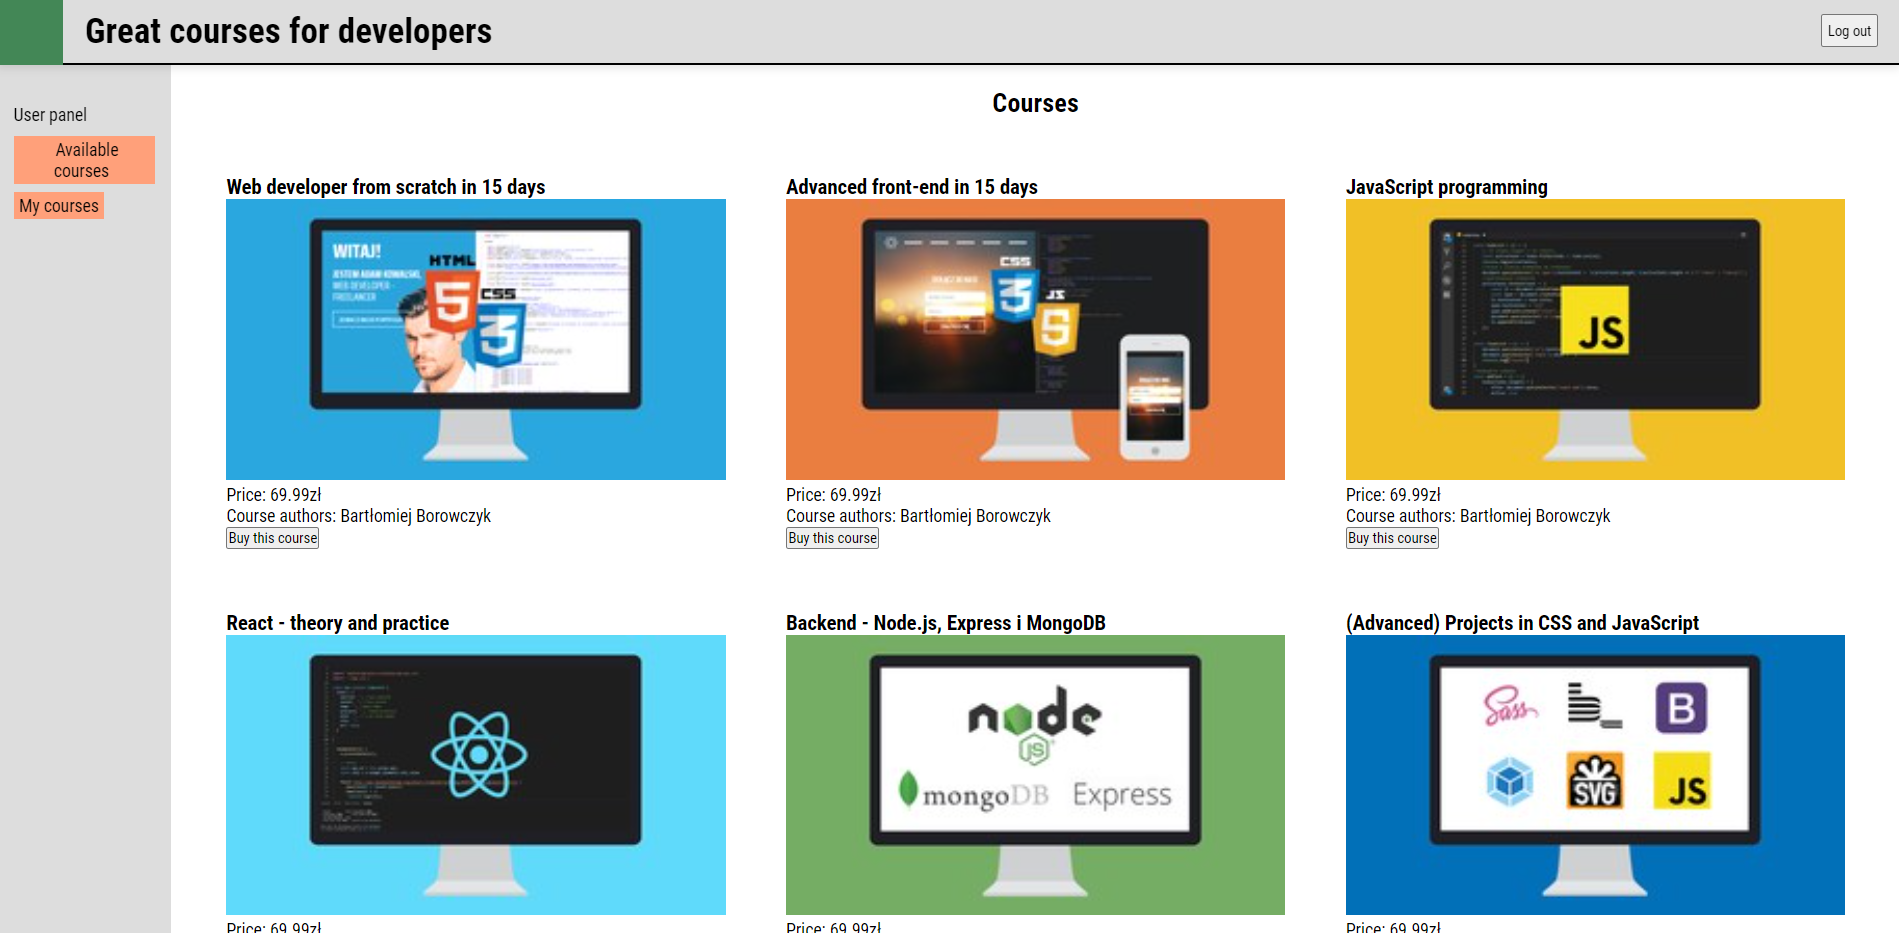 Great courses for developers
Log out
User panel
Available
courses
My courses
Courses
Web developer from scratch in 15 days
Advanced front-end in 15 days
JavaScript programming
WITAJ!
JESTEM ADAM KOWALSKI,
WEB DEVELOPER -
FREELANCER
HTML
5
CSS
3
CSS
3
JS
5
JS
Price: 69.99zł
Course authors: Bartłomiej Borowczyk
Buy this course
Price: 69.99zł
Course authors: Bartłomiej Borowczyk
Buy this course
Price: 69.99zł
Course authors: Bartłomiej Borowczyk
Buy this course
React - theory and practice
Backend - Node.js, Express i MongoDB
(Advanced) Projects in CSS and JavaScript
node
JS
mongoDB
Express
Sass
B
SVG
JS
Price: 69.99zł
Price: 69.99zł
Price: 69.99zł